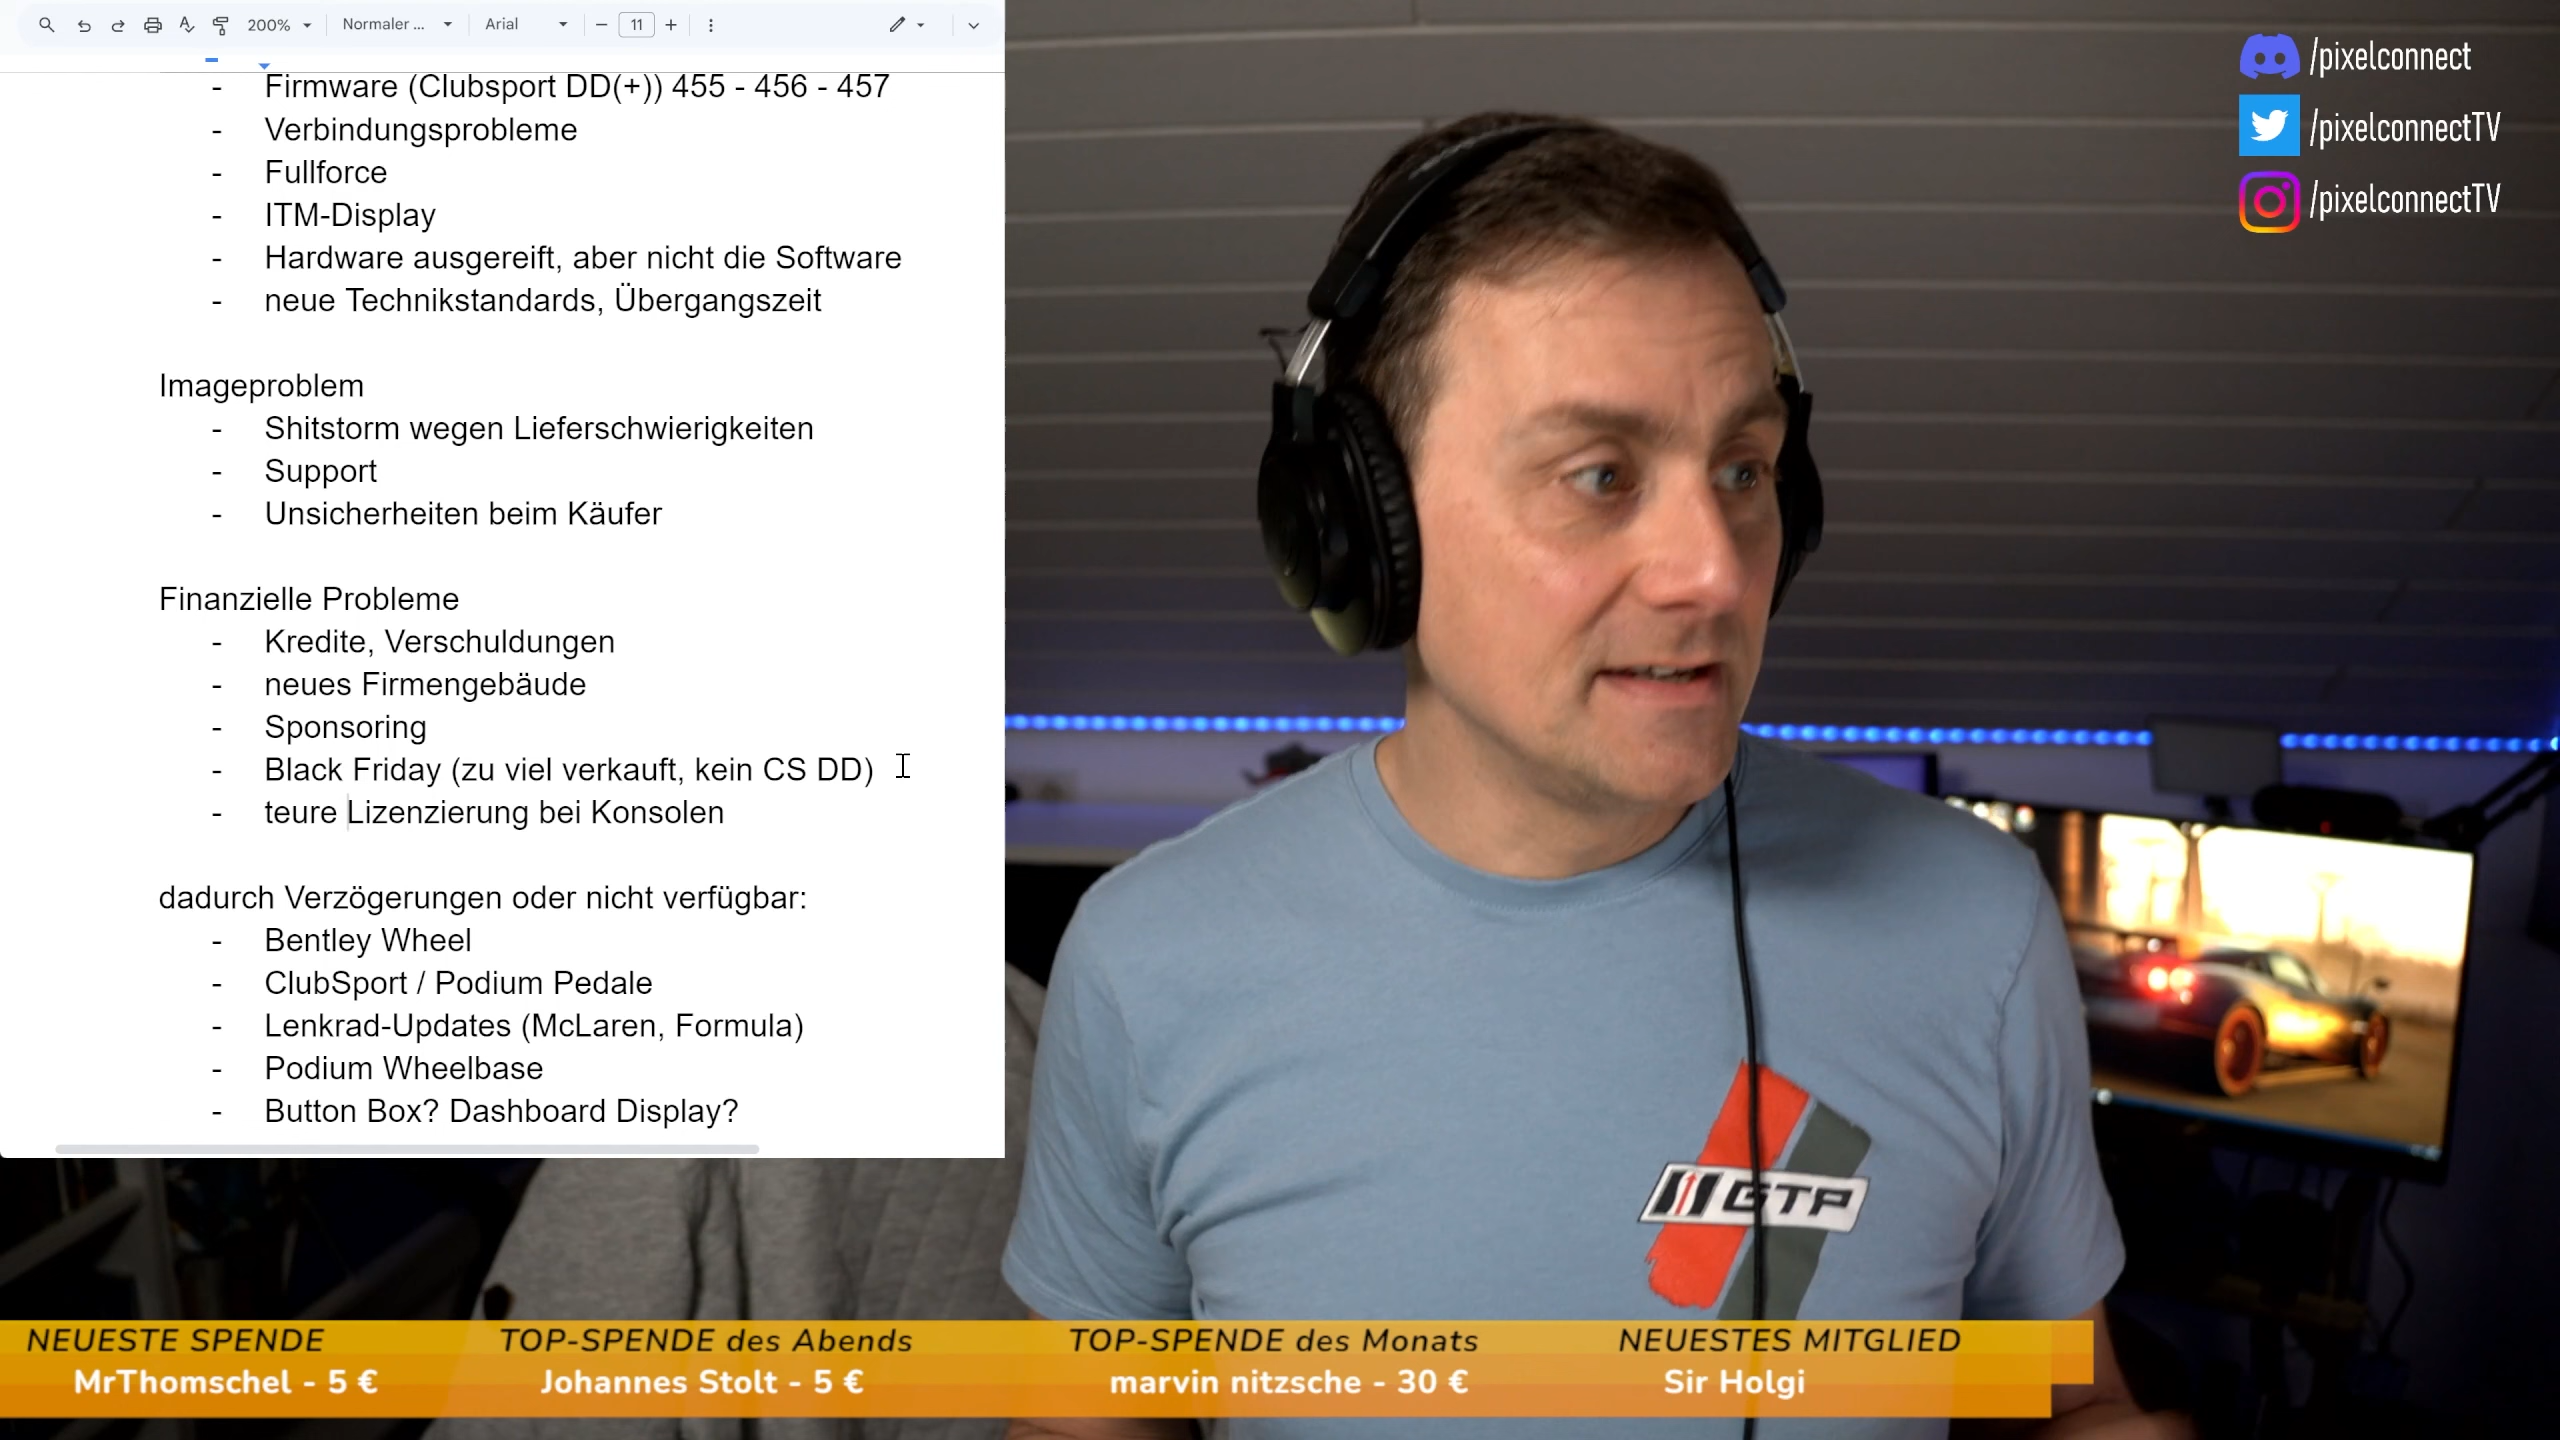 200%
Normaler ...
Arial
11
- Firmware (Clubsport DD(+)) 455 - 456 - 457
- Verbindungsprobleme
- Fullforce
- ITM-Display
- Hardware ausgereift, aber nicht die Software
- neue Technikstandards, Übergangszeit
Imageproblem
- Shitstorm wegen Lieferschwierigkeiten
- Support
- Unsicherheiten beim Käufer
Finanzielle Probleme
- Kredite, Verschuldungen
- neues Firmengebäude
- Sponsoring
- Black Friday (zu viel verkauft, kein CS DD)
- teure Lizenzierung bei Konsolen
dadurch Verzögerungen oder nicht verfügbar:
- Bentley Wheel
- ClubSport / Podium Pedale
- Lenkrad-Updates (McLaren, Formula)
- Podium Wheelbase
- Button Box? Dashboard Display?
/pixelconnect
/pixelconnectTV
/pixelconnectTV
GTP
NEUESTE SPENDE
MrThomschel - 5 €
TOP-SPENDE des Abends
Johannes Stolt - 5 €
TOP-SPENDE des Monats
marvin nitzsche - 30 €
NEUESTES MITGLIED
Sir Holgi